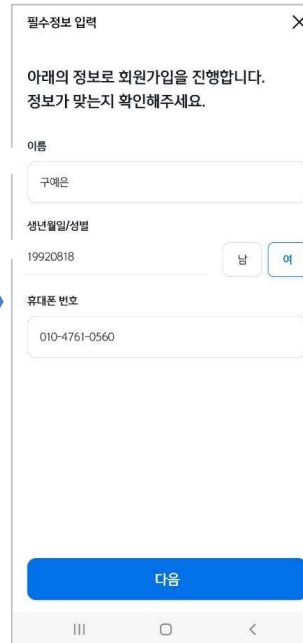 필수정보 입력
아래의 정보로 회원가입을 진행합니다.
정보가 맞는지 확인해주세요.
이름
구예은
생년월일/성별
19920818
남 여
휴대폰 번호
010-4761-0560
다음